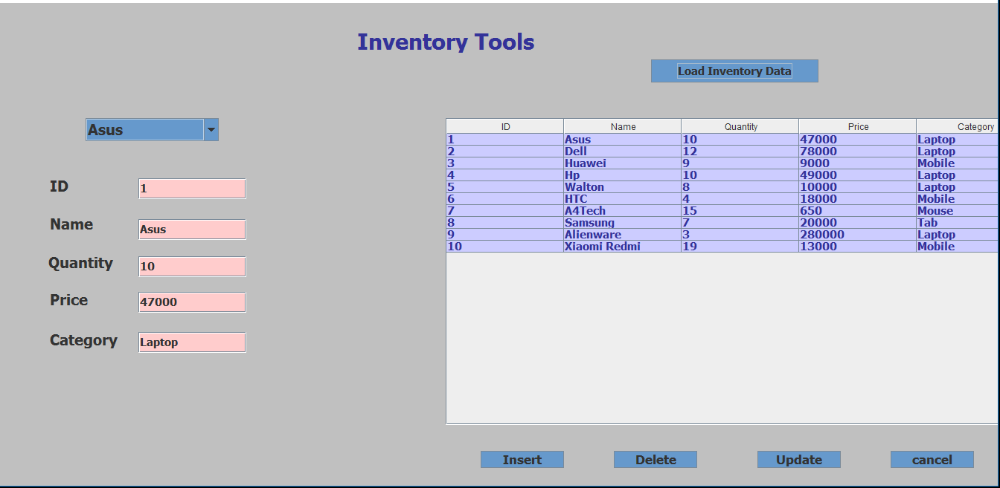 Inventory Tools
Load Inventory Data
Asus
ID 1
Name Asus
Quantity 10
Price 47000
Category Laptop
ID Name Quantity Price Category
1 Asus 10 47000 Laptop
2 Dell 12 78000 Laptop
3 Huawei 9 9000 Mobile
4 Hp 10 49000 Laptop
5 Walton 8 10000 Laptop
6 HTC 4 18000 Mobile
7 A4Tech 15 650 Mouse
8 Samsung 7 20000 Tab
9 Alienware 3 280000 Laptop
10 Xiaomi Redmi 19 13000 Mobile
Insert Delete Update cancel